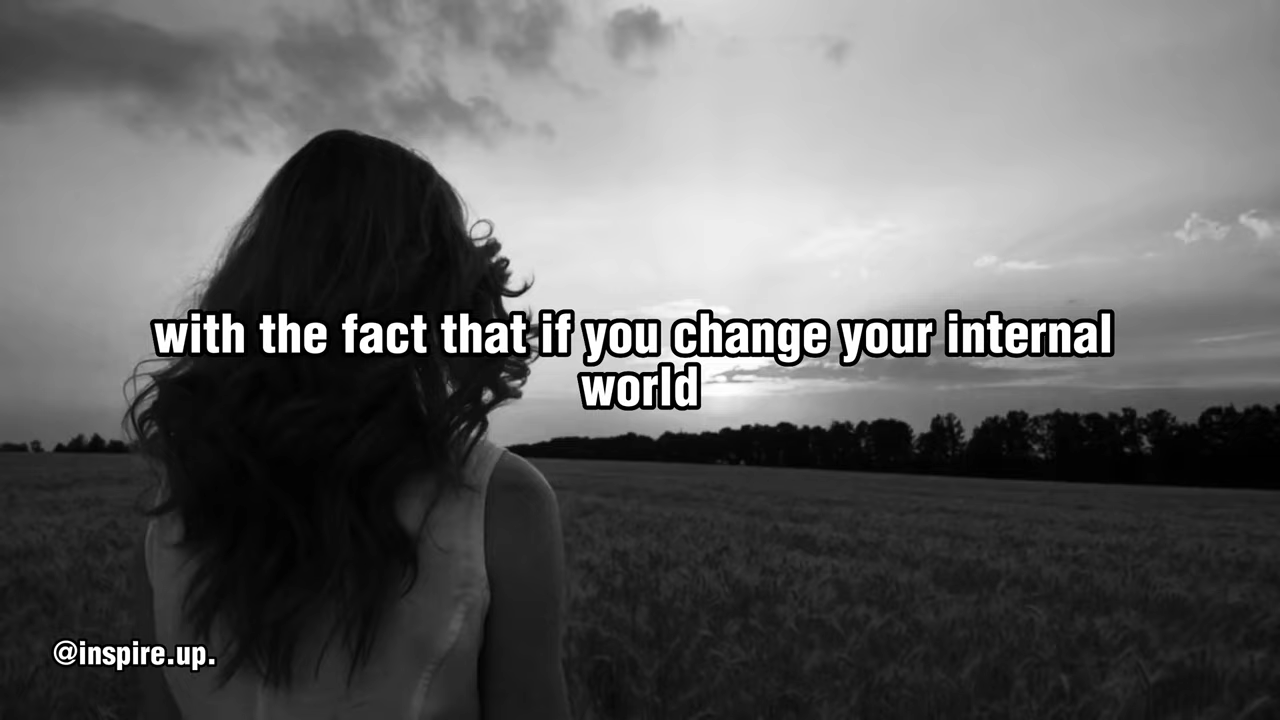 with the fact that if you change your internal
world
@inspire.up.